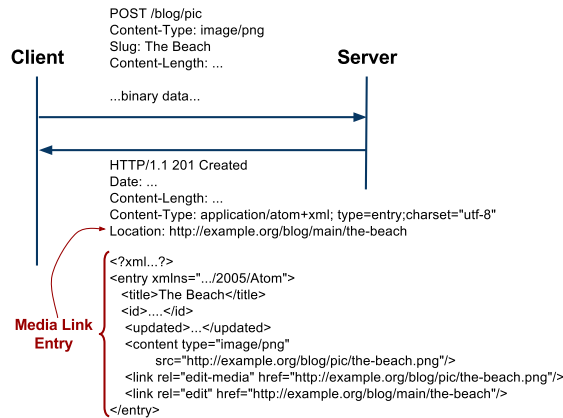 POST /blog/pic
Content-Type: image/png
Slug: The Beach
Content-Length: ...
Client
Server
...binary data...
HTTP/1.1 201 Created
Date: ...
Content-Length: ...
Content-Type: application/atom+xml; type=entry;charset="utf-8"
Location: http://example.org/blog/main/the-beach
<?xml...?>
<entry xmlns=".../2005/Atom">
<title>The Beach</title>
<id>....</id>
<updated>...</updated>
<content type="image/png"
src="http://example.org/blog/pic/the-beach.png"/>
<link rel="edit-media" href="http://example.org/blog/pic/the-beach.png"/>
<link rel="edit" href="http://example.org/blog/main/the-beach"/>
</entry>
Media Link
Entry